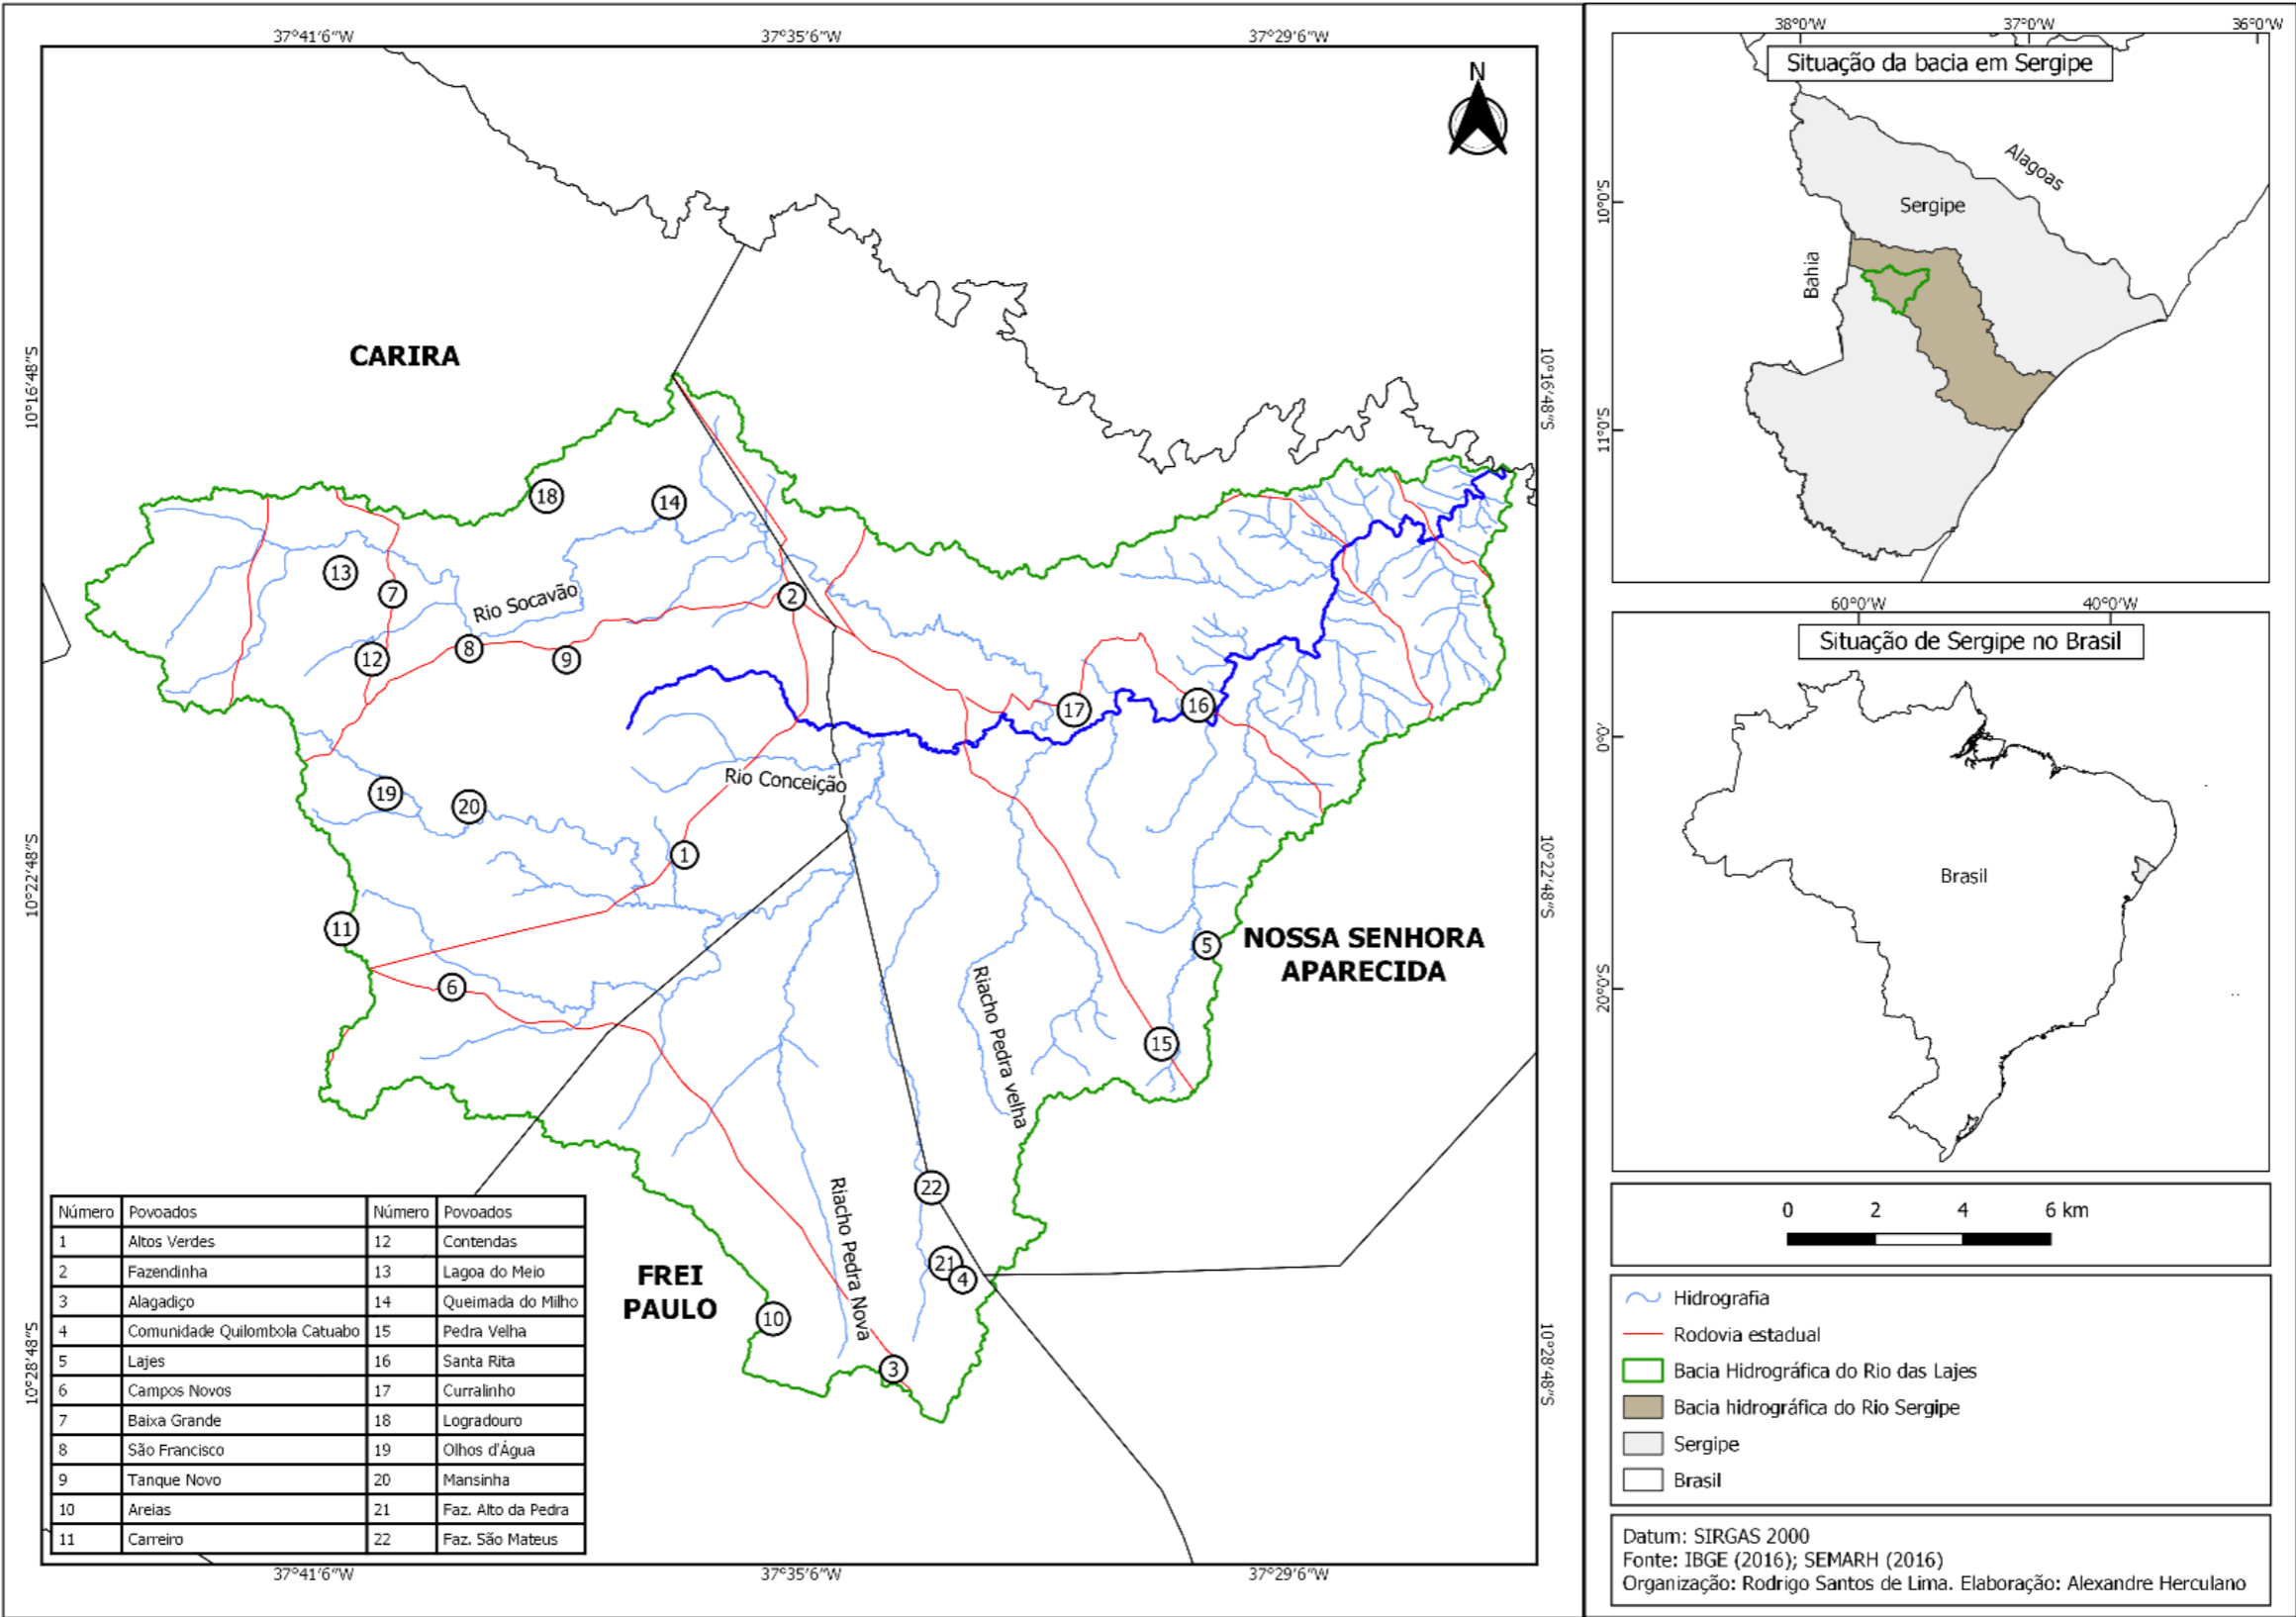 37°41′6″W
37°35′6″W
37°29′6″W
N
CARIRA
10°16′48″S
10°16′48″S
18
14
13
7
Rio Socavão
2
12
8
9
17
16
19
20
Rio Conceição
1
10°22′48″S
10°22′48″S
11
5
NOSSA SENHORA
APARECIDA
6
Riacho Pedra velha
15
22
Riacho Pedra Nova
21
4
FREI
PAULO
10
3
10°28′48″S
10°28′48″S
Número Povoados Número Povoados
1 Altos Verdes 12 Contendas
2 Fazendinha 13 Lagoa do Meio
3 Alagadiço 14 Queimada do Milho
4 Comunidade Quilombola Catuabo 15 Pedra Velha
5 Lajes 16 Santa Rita
6 Campos Novos 17 Curralinho
7 Baixa Grande 18 Logradouro
8 São Francisco 19 Olhos d'Água
9 Tanque Novo 20 Mansinha
10 Areias 21 Faz. Alto da Pedra
11 Carreiro 22 Faz. São Mateus
37°41′6″W
37°35′6″W
37°29′6″W
38°0′W
37°0′W
36°0′W
Situação da bacia em Sergipe
Alagoas
10°0′S
Sergipe
Bahia
11°0′S
60°0′W
40°0′W
Situação de Sergipe no Brasil
0°0′
Brasil
20°0′S
0 2 4 6 km
Hidrografia
Rodovia estadual
Bacia Hidrográfica do Rio das Lajes
Bacia hidrográfica do Rio Sergipe
Sergipe
Brasil
Datum: SIRGAS 2000
Fonte: IBGE (2016); SEMARH (2016)
Organização: Rodrigo Santos de Lima. Elaboração: Alexandre Herculano